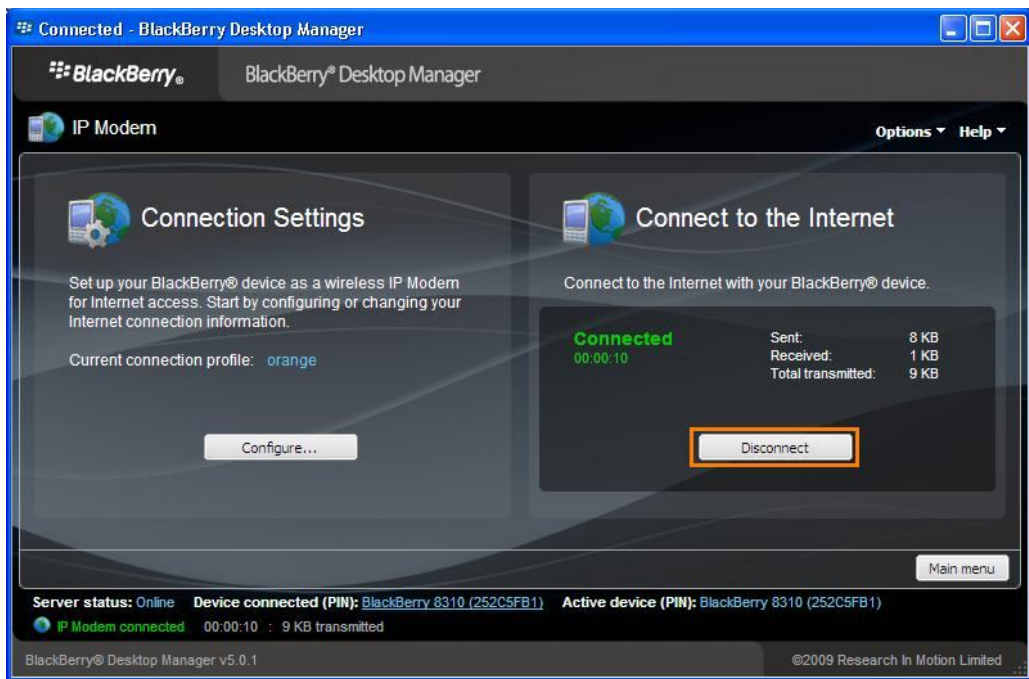 Connected - BlackBerry Desktop Manager
BlackBerry® BlackBerry® Desktop Manager
IP Modem
Options Help
Connection Settings
Set up your BlackBerry® device as a wireless IP Modem
for Internet access. Start by configuring or changing your
Internet connection information.
Current connection profile: orange
Configure...
Connect to the Internet
Connect to the Internet with your BlackBerry® device.
Connected
00:00:10
Sent: 8 KB
Received: 1 KB
Total transmitted: 9 KB
Disconnect
Main menu
Server status: Online Device connected (PIN): BlackBerry 8310 (252C5FB1) Active device (PIN): BlackBerry 8310 (252C5FB1)
IP Modem connected 00:00:10 : 9 KB transmitted
BlackBerry® Desktop Manager v5.0.1 ©2009 Research In Motion Limited